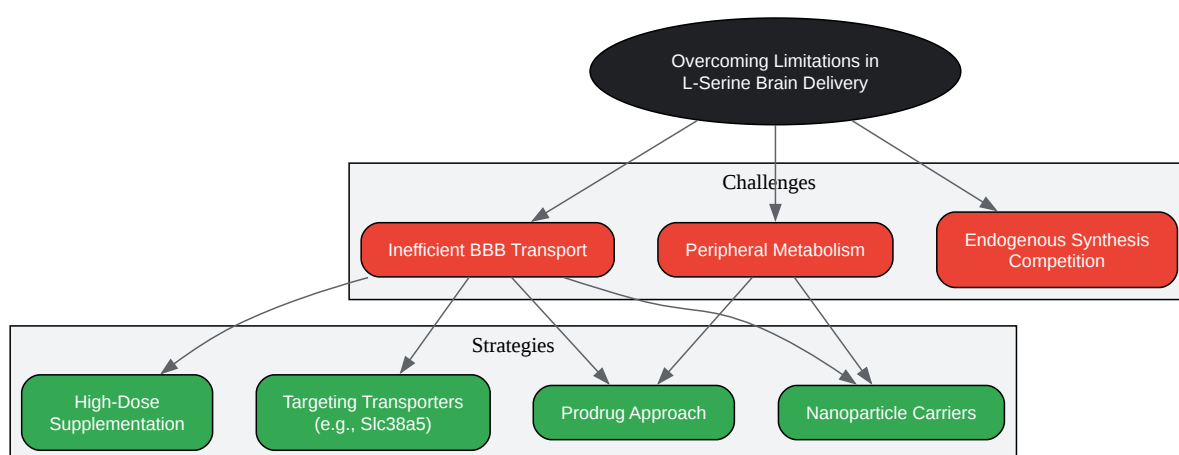 Overcoming Limitations in
L-Serine Brain Delivery
Challenges
Inefficient BBB Transport
Peripheral Metabolism
Endogenous Synthesis
Competition
Strategies
High-Dose
Supplementation
Targeting Transporters
(e.g., Slc38a5)
Prodrug Approach
Nanoparticle Carriers